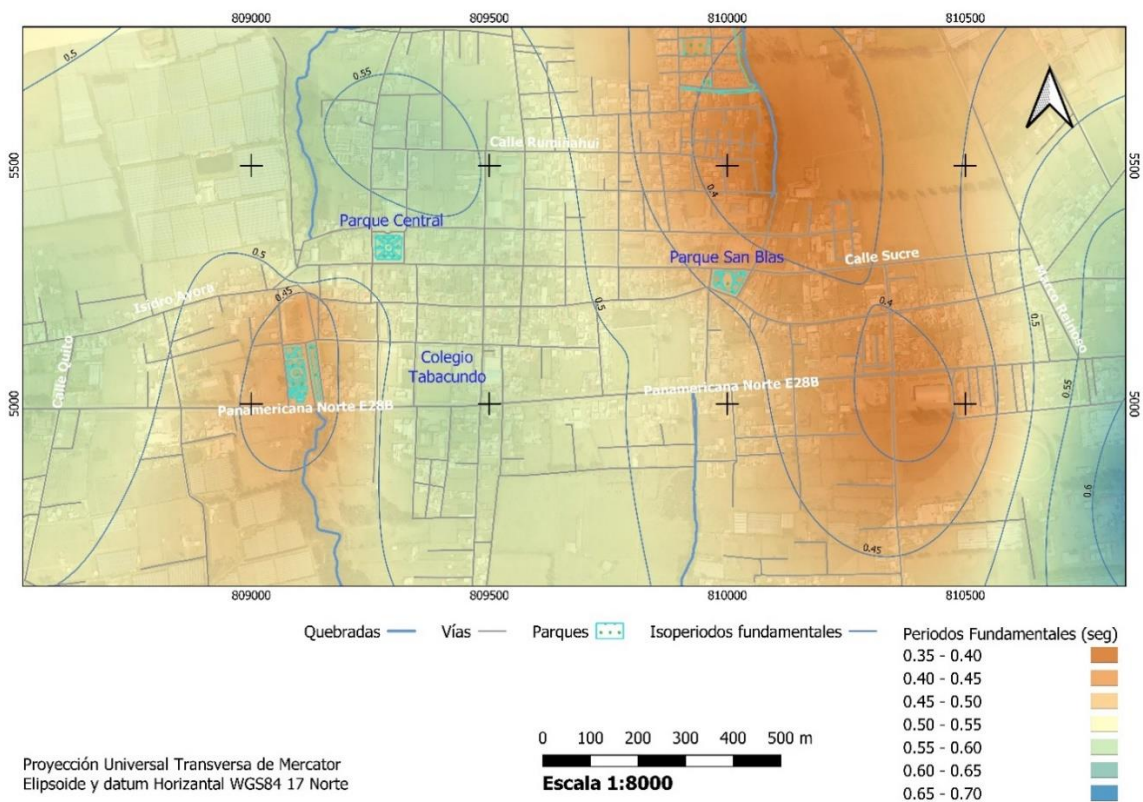 809000 809500 810000 810500
0.5
0.55
5500
5500
Calle Rumiñahui
0.4
Parque Central
Parque San Blas
Calle Sucre
0.5
Isidro Ayora
0.45
0.4
Marco Reinoso
0.5
0.5
Calle Quito
Colegio
Tabacundo
0.55
Panamericana Norte E28B
Panamericana Norte E28B
5000
5000
0.6
0.45
809000 809500 810000 810500
Quebradas Vías Parques Isoperiodos fundamentales
Periodos Fundamentales (seg)
0.35 - 0.40
0.40 - 0.45
0.45 - 0.50
0.50 - 0.55
0.55 - 0.60
0.60 - 0.65
0.65 - 0.70
0 100 200 300 400 500 m
Escala 1:8000
Proyección Universal Transversa de Mercator
Elipsoide y datum Horizantal WGS84 17 Norte